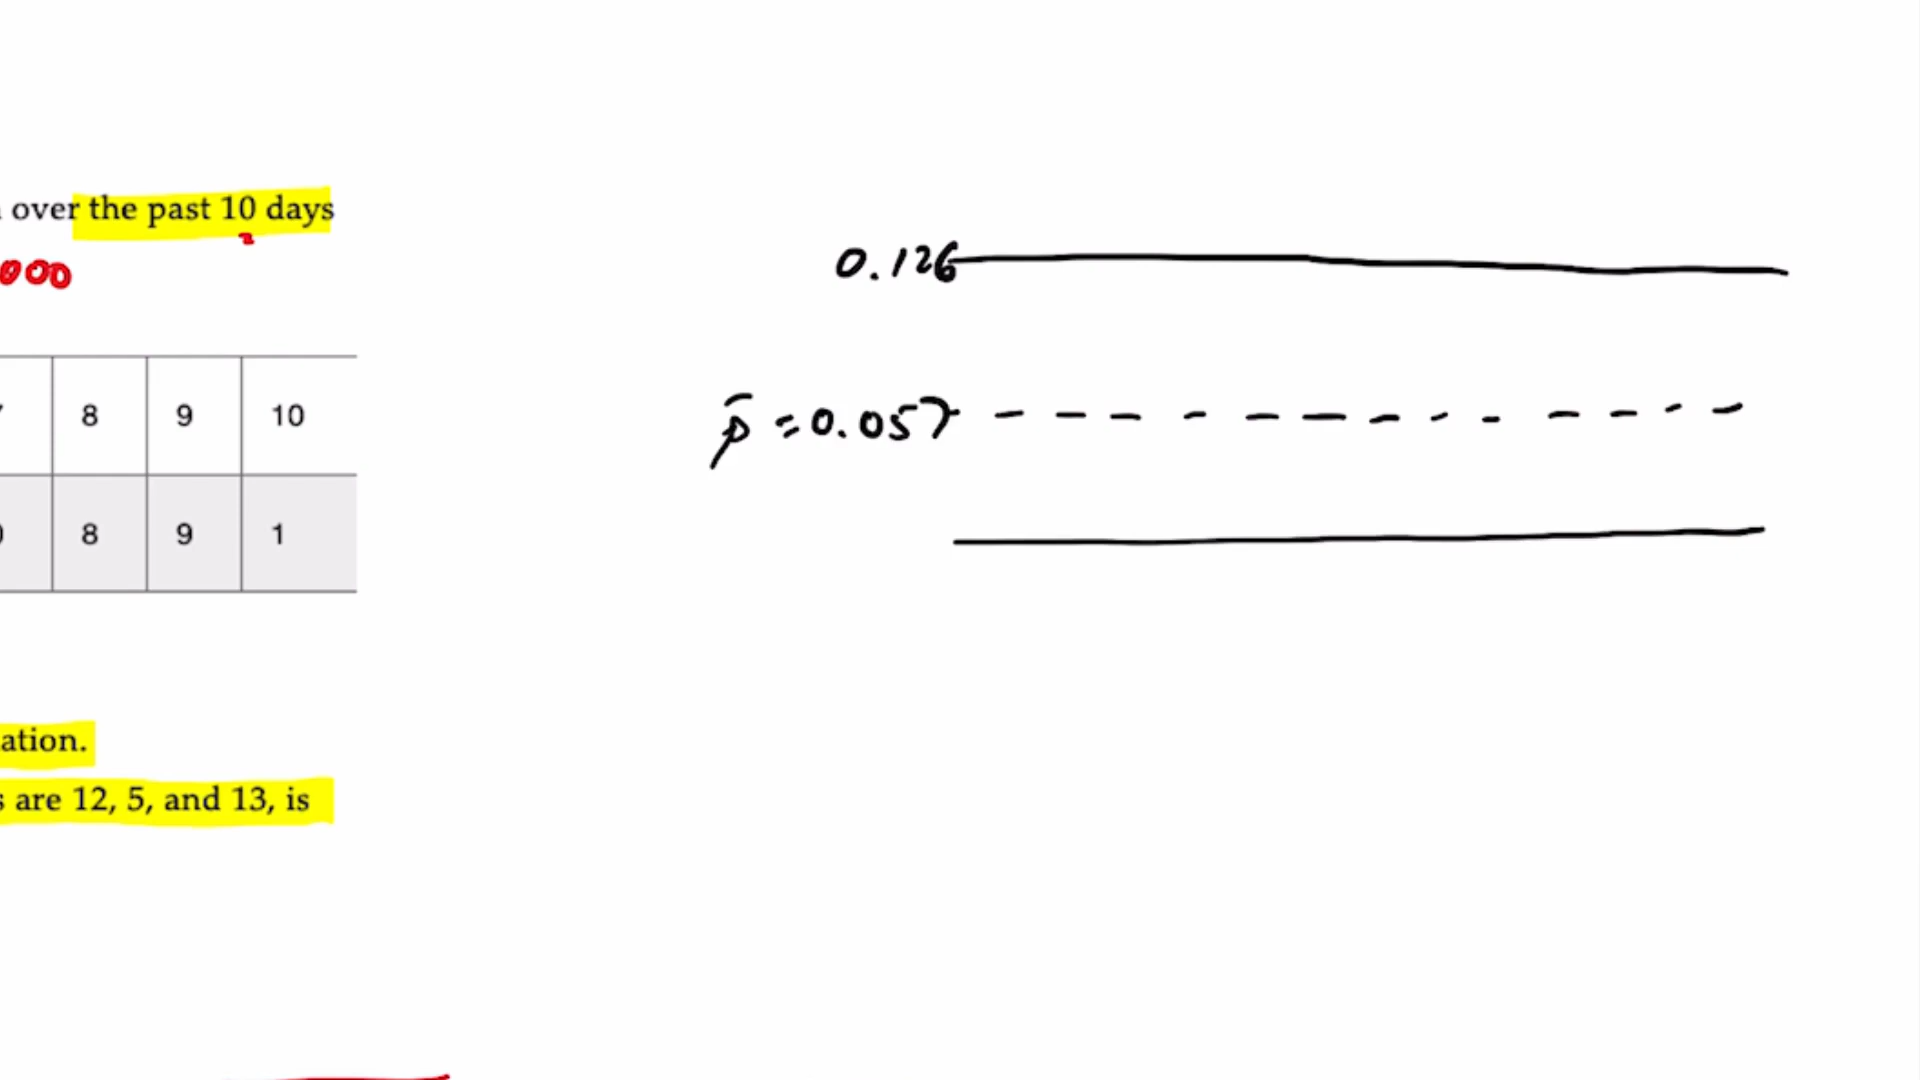 over the past 10 days
000
8 9 10
8 9 1
ation.
s are 12, 5, and 13, is
0.126
p̄ = 0.057